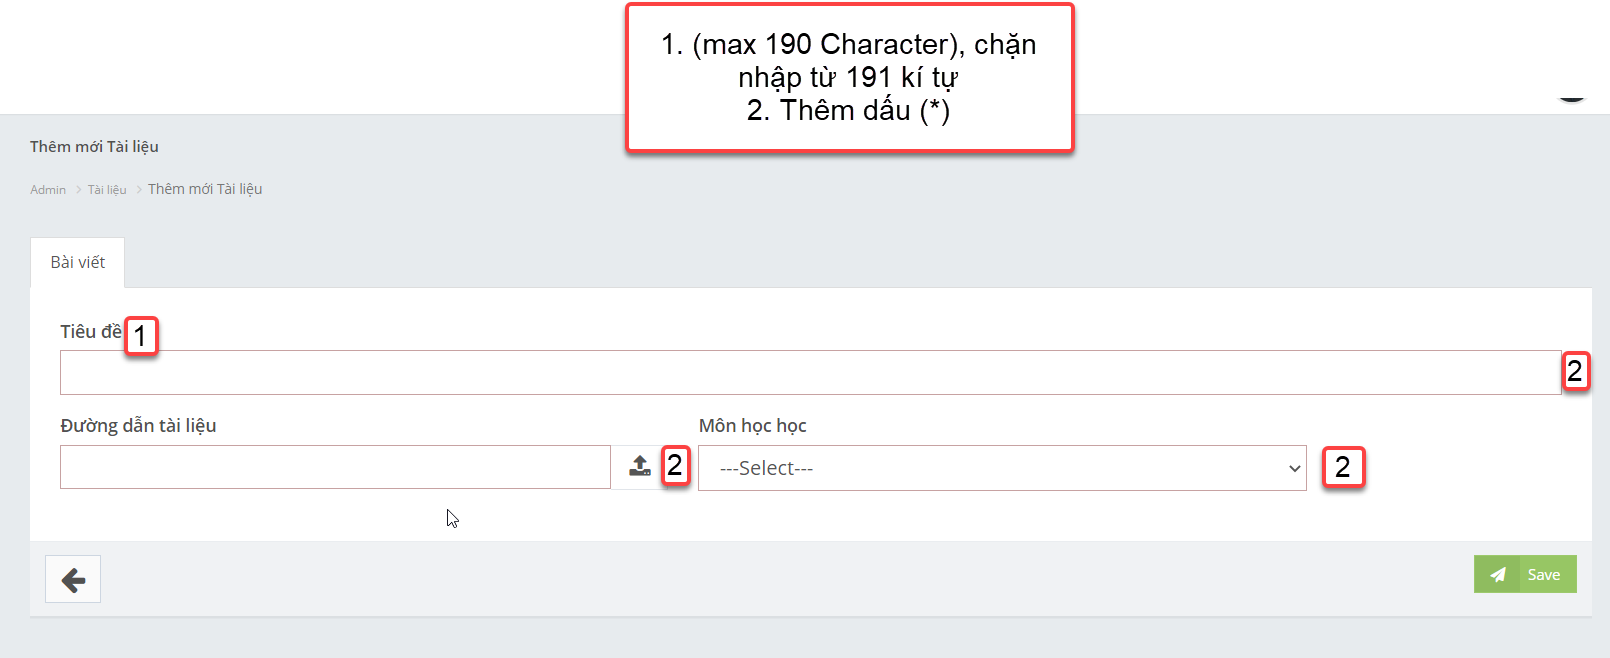 1. (max 190 Character), chặn
nhập từ 191 kí tự
2. Thêm dấu (*)
Thêm mới Tài liệu
Admin > Tài liệu > Thêm mới Tài liệu
Bài viết
Tiêu đề 1
2
Đường dẫn tài liệu
Môn học học
2
---Select---
2
Save